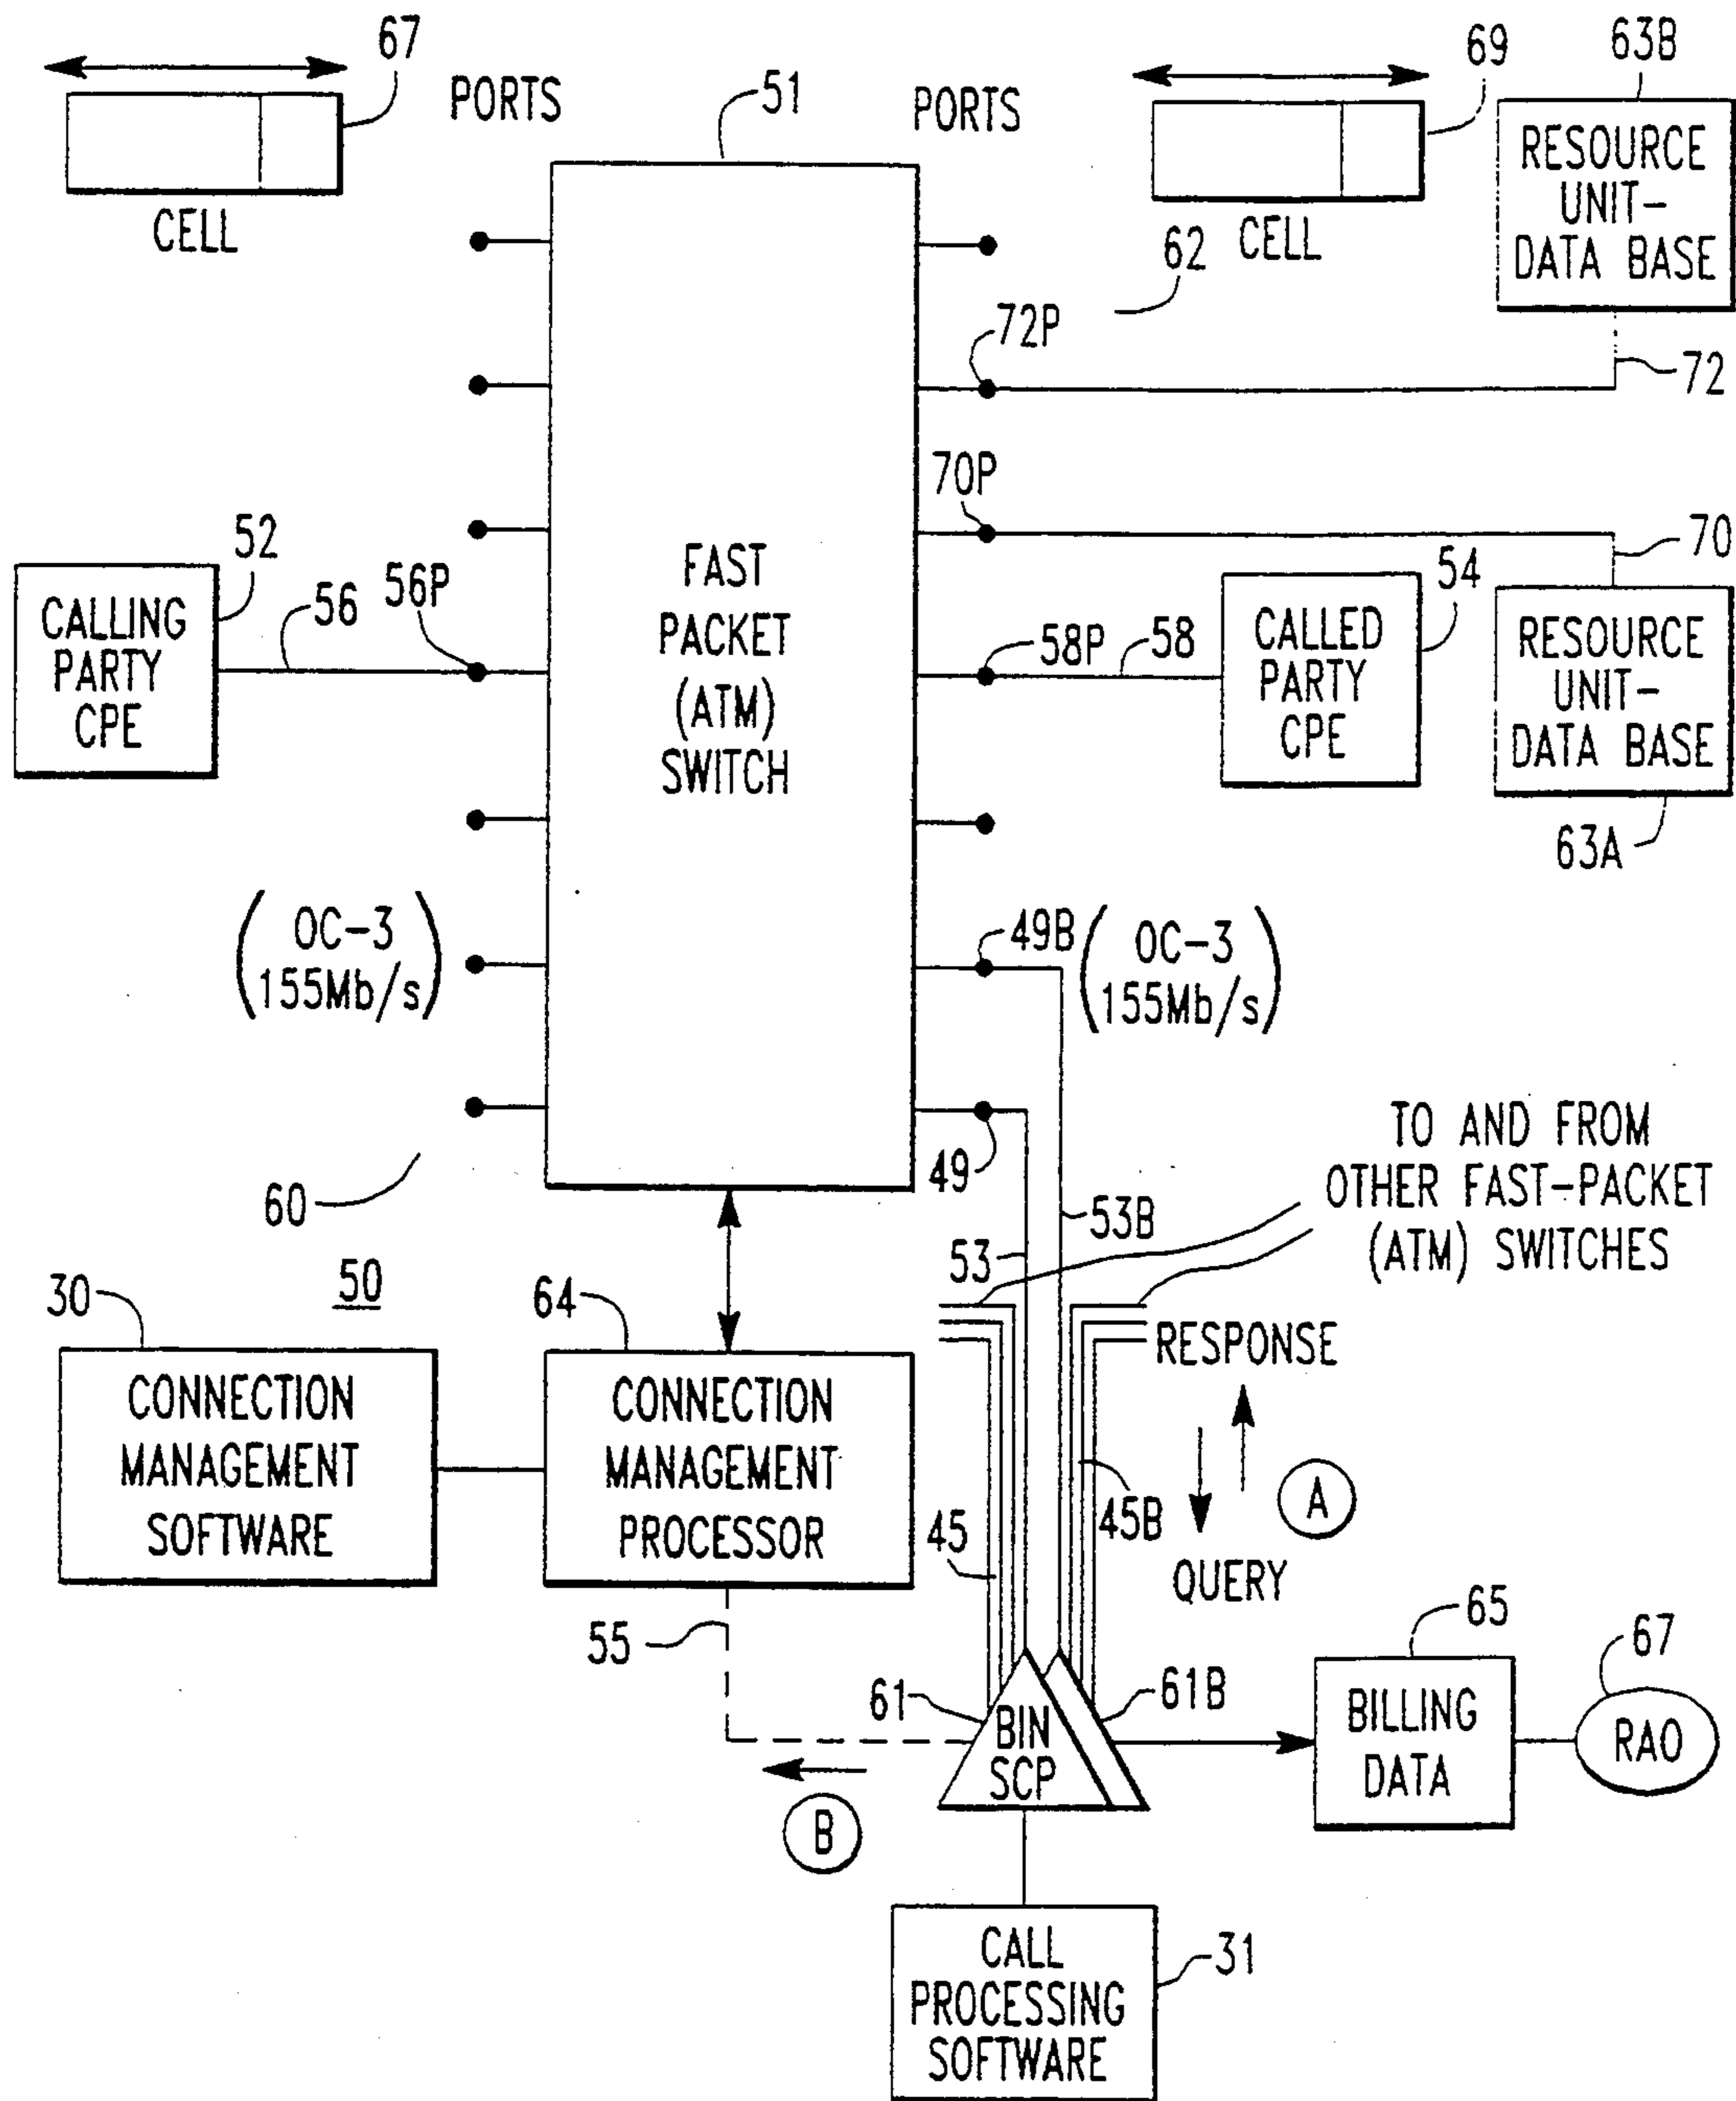 67
PORTS
51
PORTS
69
63B
CELL
CELL
62
RESOURCE
UNIT-
DATA BASE
72P
72
70P
70
52
CALLING
PARTY
CPE
56
56P
FAST
PACKET
(ATM)
SWITCH
58P
58
CALLED
PARTY
CPE
54
RESOURCE
UNIT-
DATA BASE
63A
(OC-3
155Mb/s)
49B
(OC-3
155Mb/s)
49
60
50
53
53B
TO AND FROM
OTHER FAST-PACKET
(ATM) SWITCHES
30
CONNECTION
MANAGEMENT
SOFTWARE
64
CONNECTION
MANAGEMENT
PROCESSOR
RESPONSE
A
QUERY
45
45B
55
61
BIN
SCP
61B
B
65
BILLING
DATA
67
RAO
CALL
PROCESSING
SOFTWARE
31